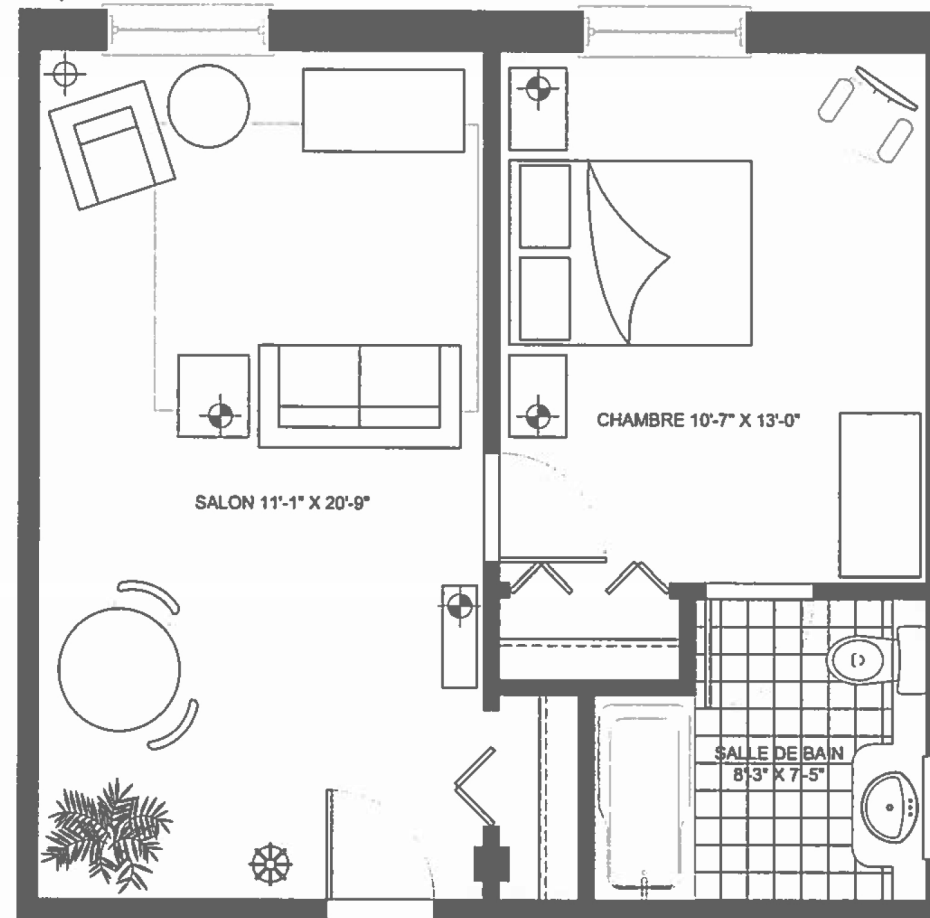 CHAMBRE 10'-7" X 13'-0"
SALON 11'-1" X 20'-9"
SALLE DE BAIN
8'-3" X 7'-5"